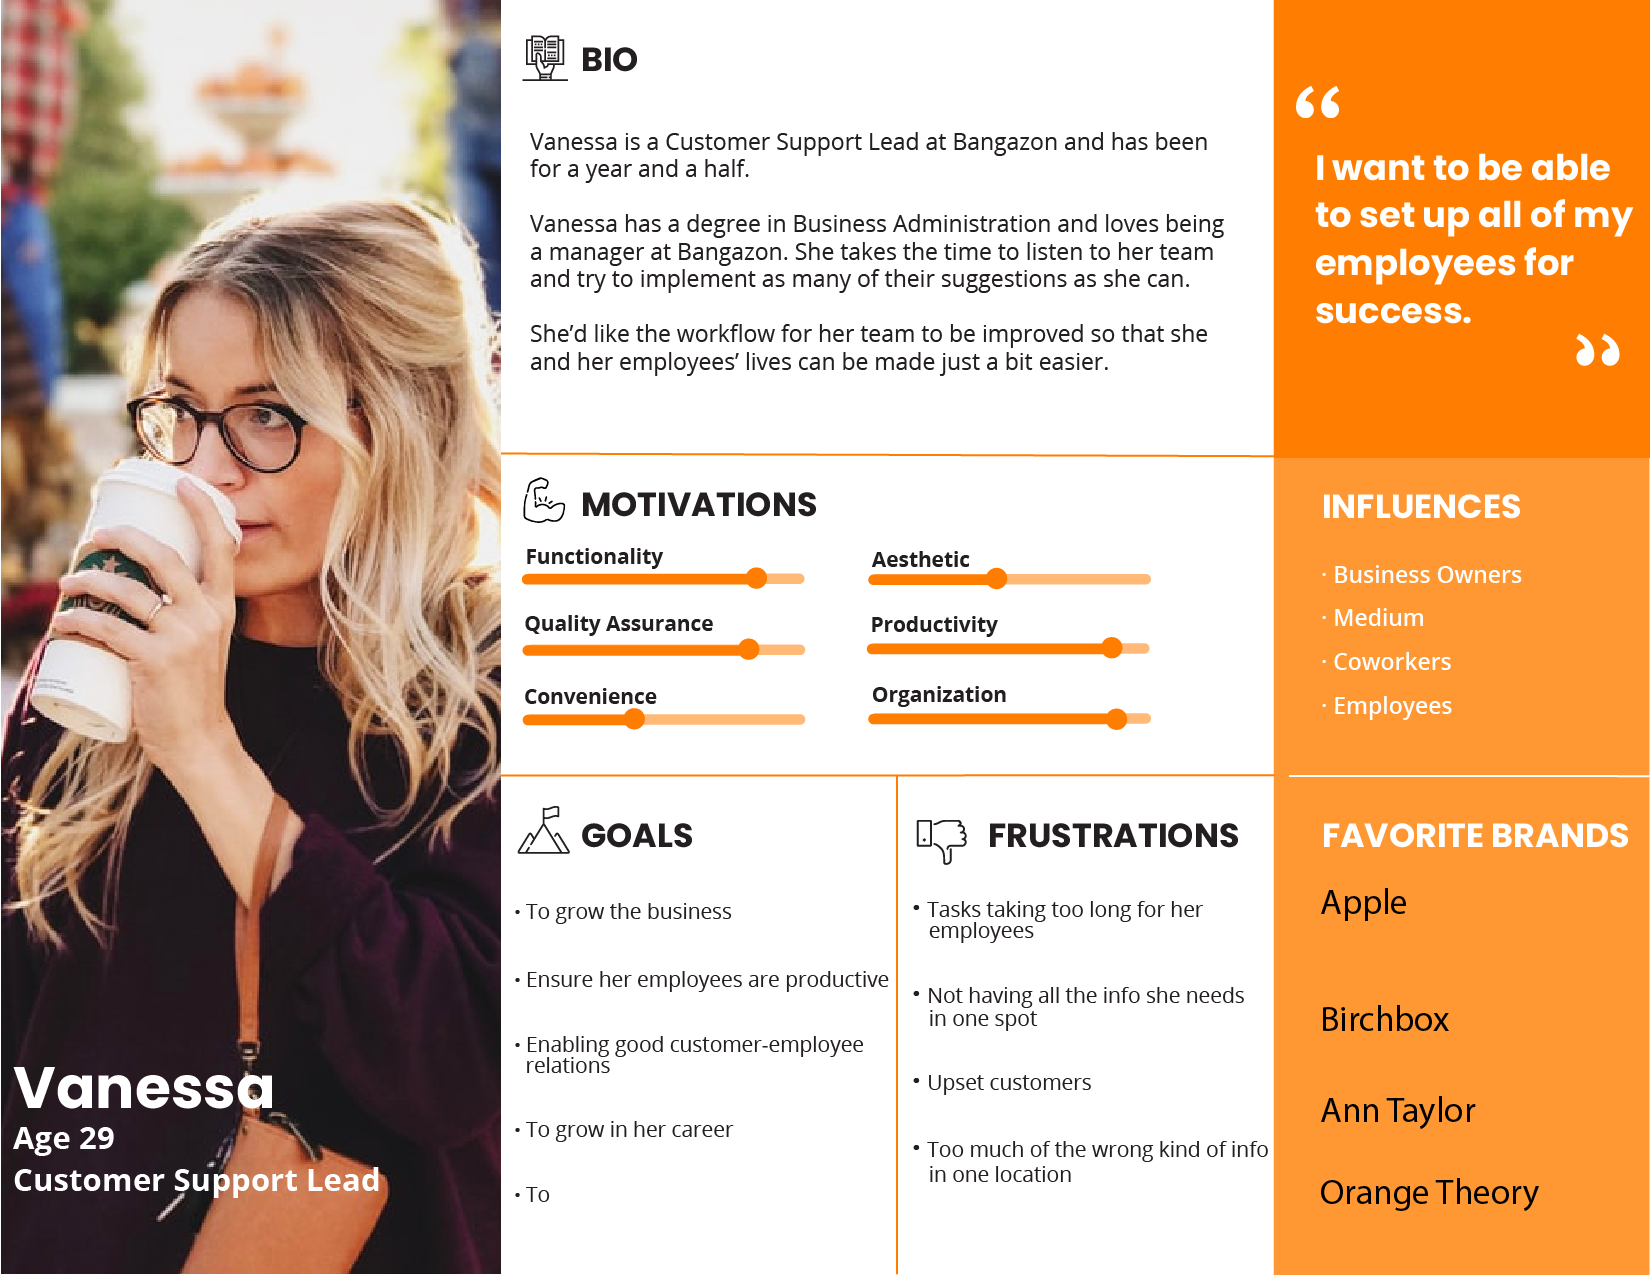 BIO
Vanessa is a Customer Support Lead at Bangazon and has been
for a year and a half.
Vanessa has a degree in Business Administration and loves being
a manager at Bangazon. She takes the time to listen to her team
and try to implement as many of their suggestions as she can.
She’d like the workflow for her team to be improved so that she
and her employees’ lives can be made just a bit easier.
“
I want to be able
to set up all of my
employees for
success.
”
MOTIVATIONS
Functionality
Aesthetic
Quality Assurance
Productivity
Convenience
Organization
INFLUENCES
· Business Owners
· Medium
· Coworkers
· Employees
GOALS
• To grow the business
• Ensure her employees are productive
• Enabling good customer-employee
relations
• To grow in her career
• To
FRUSTRATIONS
• Tasks taking too long for her
employees
• Not having all the info she needs
in one spot
• Upset customers
• Too much of the wrong kind of info
in one location
FAVORITE BRANDS
Apple
Birchbox
Ann Taylor
Orange Theory
Vanessa
Age 29
Customer Support Lead